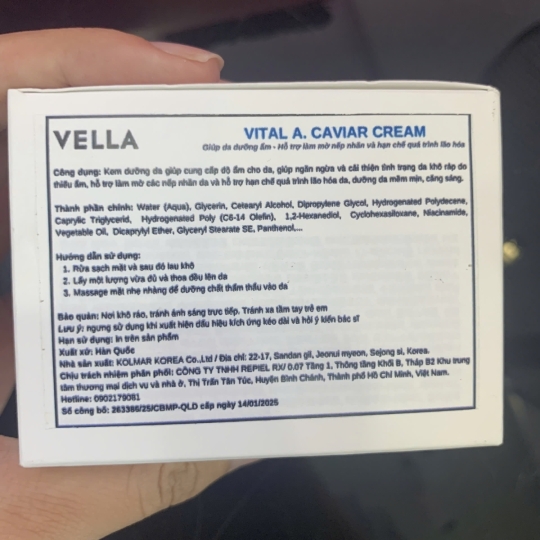 VELLA
VITAL A. CAVIAR CREAM
Giúp da dưỡng ẩm - Hỗ trợ làm mờ nếp nhăn và hạn chế quá trình lão hóa
Công dụng: Kem dưỡng da giúp cung cấp độ ẩm cho da, giúp ngăn ngừa và cải thiện tình trạng da khô ráp do
thiếu ẩm, hỗ trợ làm mờ các nếp nhăn da và hỗ trợ hạn chế quá trình lão hóa da, dưỡng da mềm mịn, căng sáng.
Thành phần chính: Water (Aqua), Glycerin, Cetearyl Alcohol, Dipropylene Glycol, Hydrogenated Polydecene,
Caprylic Triglycerid, Hydrogenated Poly (C6-14 Olefin), 1,2-Hexanediol, Cyclohexasiloxane, Niacinamide,
Vegetable Oil, Dicaprylyl Ether, Glyceryl Stearate SE, Panthenol,...
Hướng dẫn sử dụng:
1. Rửa sạch mặt và sau đó lau khô
2. Lấy một lượng vừa đủ và thoa đều lên da
3. Massage mặt nhẹ nhàng để dưỡng chất thẩm thấu vào da
Bảo quản: Nơi khô ráo, tránh ánh sáng trực tiếp. Tránh xa tầm tay trẻ em
Lưu ý: ngưng sử dụng khi xuất hiện dấu hiệu kích ứng kéo dài và hỏi ý kiến bác sĩ
Hạn sử dụng: in trên sản phẩm
Xuất xứ: Hàn Quốc
Nhà sản xuất: KOLMAR KOREA Co.,Ltd / Địa chỉ: 22-17, Sandan gil, Jeonui myeon, Sejong si, Korea.
Chịu trách nhiệm phân phối: CÔNG TY TNHH REPIEL RX/ 0.07 Tầng 1, Thông tầng Khối B, Tháp B2 Khu trung
tâm thương mại dịch vụ và nhà ở, Thị Trấn Tân Túc, Huyện Bình Chánh, Thành phố Hồ Chí Minh, Việt Nam.
Hotline: 0902179081
Số công bố: 263386/25/CBMP-QLD cấp ngày 14/01/2025